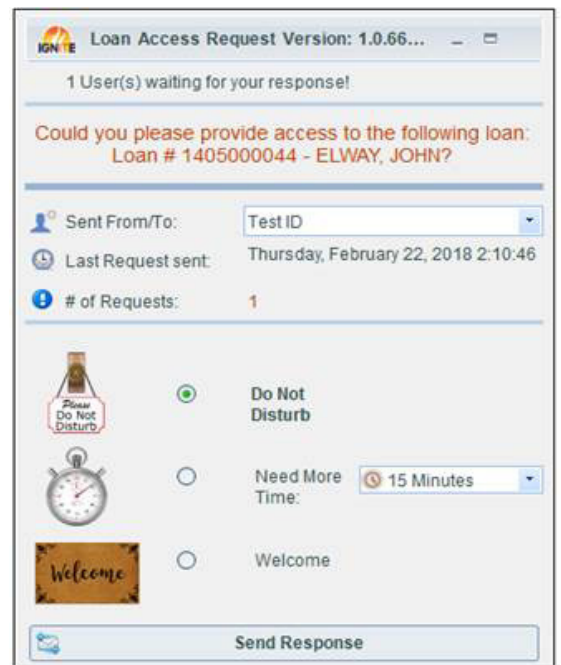 IGNITE Loan Access Request Version: 1.0.66...
1 User(s) waiting for your response!
Could you please provide access to the following loan:
Loan # 1405000044 - ELWAY, JOHN?
Sent From/To: Test ID
Last Request sent: Thursday, February 22, 2018 2:10:46
# of Requests: 1
Please
Do Not
Disturb
Do Not
Disturb
Need More
Time:
15 Minutes
Welcome
Welcome
Send Response